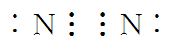 : N ⋮ ⋮ N :